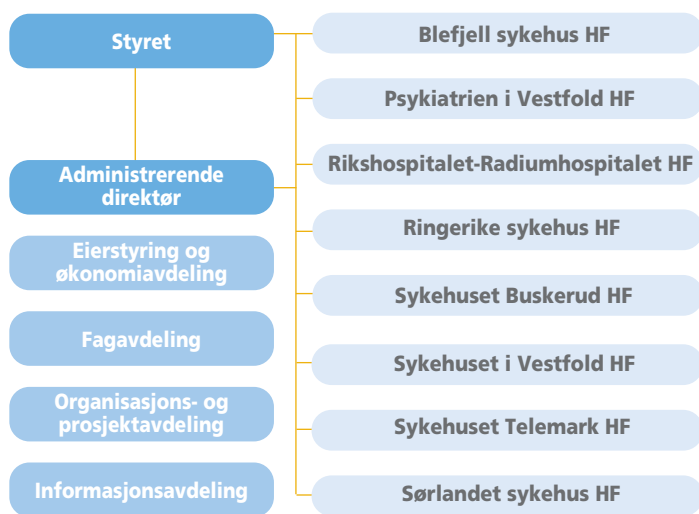 Styret
Administrerende
direktør
Eierstyring og
økonomiavdeling
Fagavdeling
Organisasjons- og
prosjektavdeling
Informasjonsavdeling
Blefjell sykehus HF
Psykiatrien i Vestfold HF
Rikshospitalet-Radiumhospitalet HF
Ringerike sykehus HF
Sykehuset Buskerud HF
Sykehuset i Vestfold HF
Sykehuset Telemark HF
Sørlandet sykehus HF